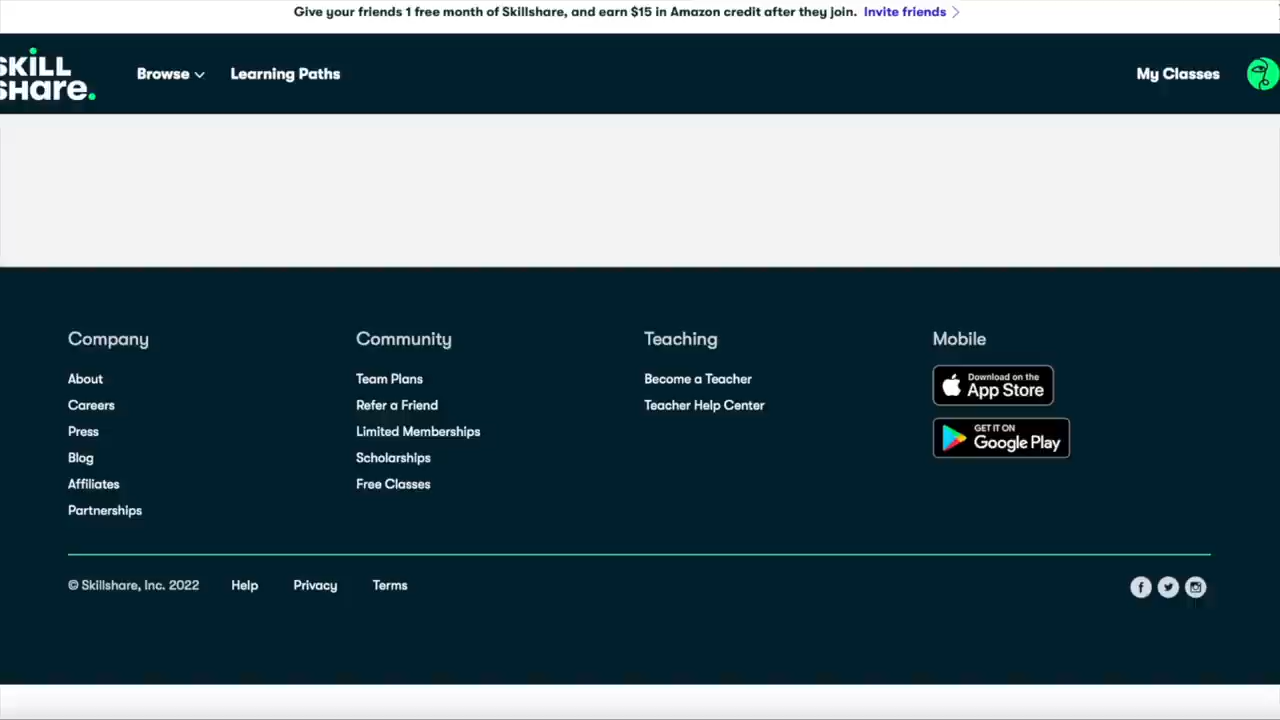 Give your friends 1 free month of Skillshare, and earn $15 in Amazon credit after they join. Invite friends
SKILL
SHare.
Browse
Learning Paths
My Classes
Company
About
Careers
Press
Blog
Affiliates
Partnerships
Community
Team Plans
Refer a Friend
Limited Memberships
Scholarships
Free Classes
Teaching
Become a Teacher
Teacher Help Center
Mobile
Download on the
App Store
GET IT ON
Google Play
© Skillshare, Inc. 2022
Help
Privacy
Terms